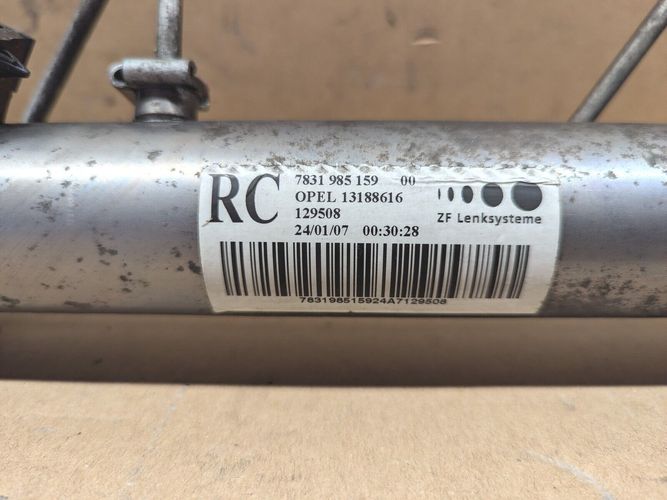 RC
7831 985 159 00
OPEL 13188616
129508
24/01/07 00:30:28
ZF Lenksysteme
783198515924A7129508